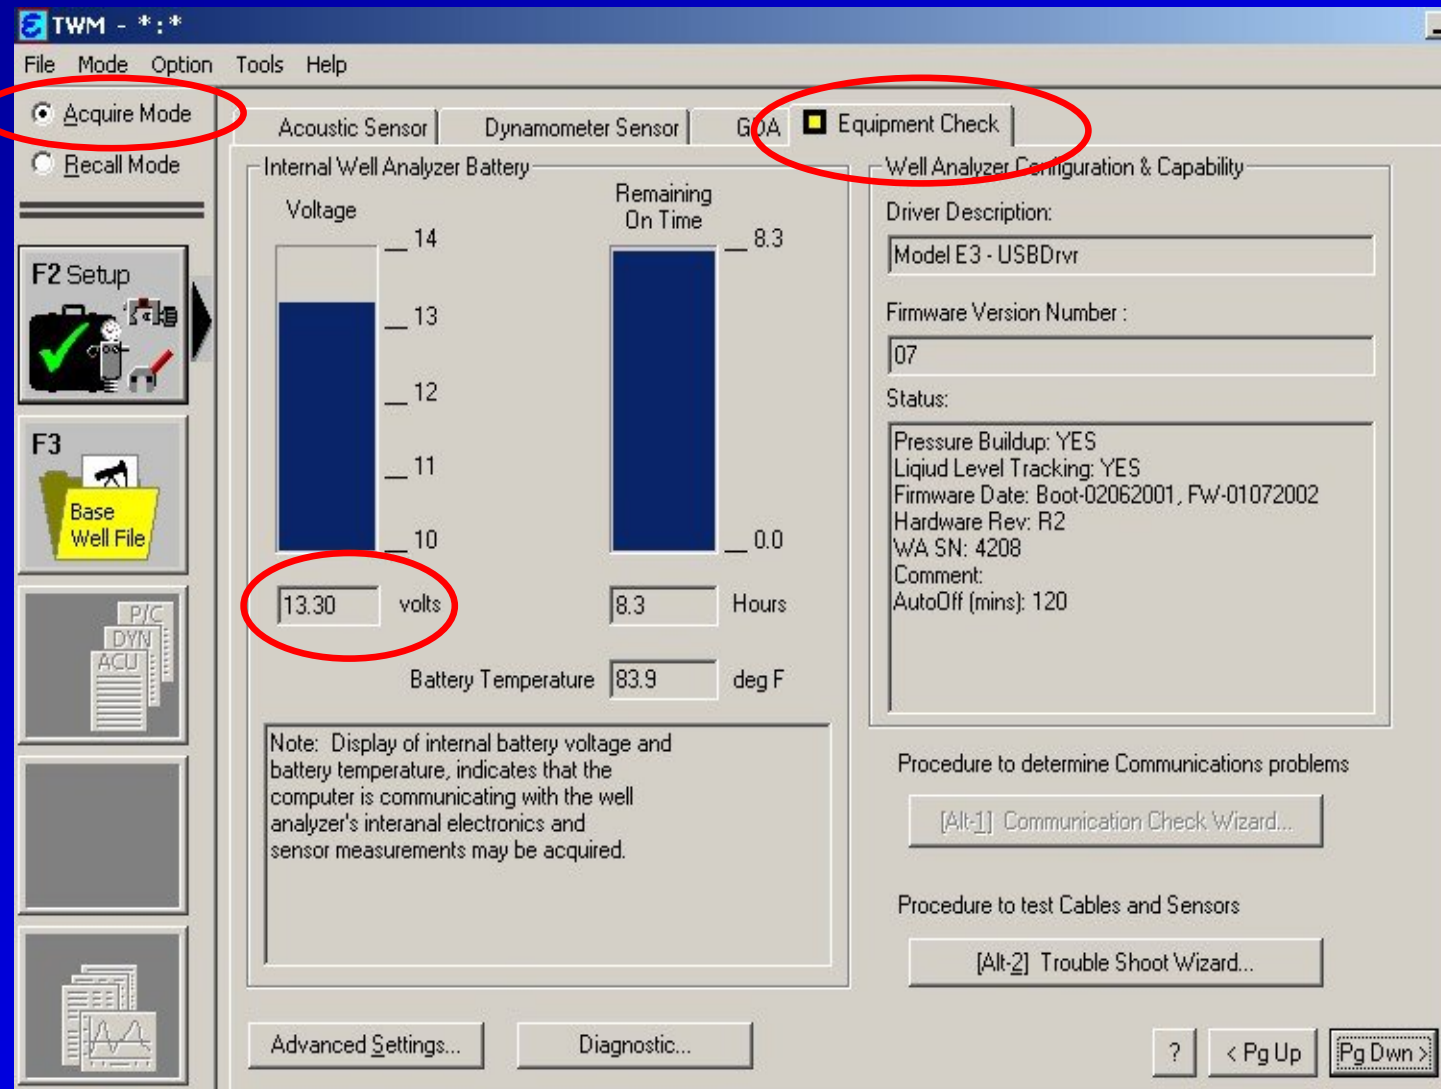 TWM - *:*
File Mode Option Tools Help
Acquire Mode
Recall Mode
F2 Setup
F3
Base
Well File
P/C
DYN
ACU
Acoustic Sensor
Dynamometer Sensor
GDA
Equipment Check
Internal Well Analyzer Battery
Voltage
14
13
12
11
10
13.30 volts
Remaining
On Time
8.3
0.0
8.3 Hours
Battery Temperature 83.9 deg F
Note: Display of internal battery voltage and
battery temperature, indicates that the
computer is communicating with the well
analyzer's interanal electronics and
sensor measurements may be acquired.
Well Analyzer Configuration & Capability
Driver Description:
Model E3 - USBDrvr
Firmware Version Number :
07
Status:
Pressure Buildup: YES
Liqiud Level Tracking: YES
Firmware Date: Boot-02062001, FW-01072002
Hardware Rev: R2
WA SN: 4208
Comment:
AutoOff (mins): 120
Procedure to determine Communications problems
[Alt-1] Communication Check Wizard...
Procedure to test Cables and Sensors
[Alt-2] Trouble Shoot Wizard...
Advanced Settings...
Diagnostic...
?
< Pg Up
Pg Dwn >